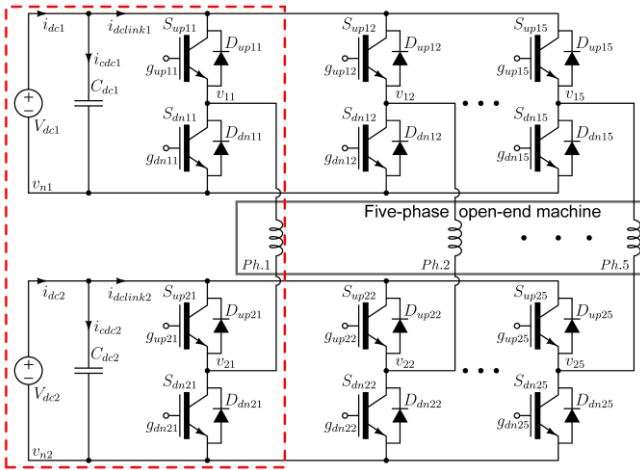 i_dc1 i_dclink1 S_up11 S_up12 S_up15
D_up11 D_up12 D_up15
i_cdc1 g_up11 g_up12 g_up15
C_dc1 v_11 v_12 v_15
+
−
V_dc1 S_dn11 S_dn12 S_dn15
D_dn11 D_dn12 D_dn15
g_dn11 g_dn12 g_dn15
v_n1
Five-phase open-end machine
Ph.1 Ph.2 Ph.5
i_dc2 i_dclink2 S_up21 S_up22 S_up25
D_up21 D_up22 D_up25
i_cdc2 g_up21 g_up22 g_up25
C_dc2 v_21 v_22 v_25
+
−
V_dc2 S_dn21 S_dn22 S_dn25
D_dn21 D_dn22 D_dn25
g_dn21 g_dn22 g_dn25
v_n2